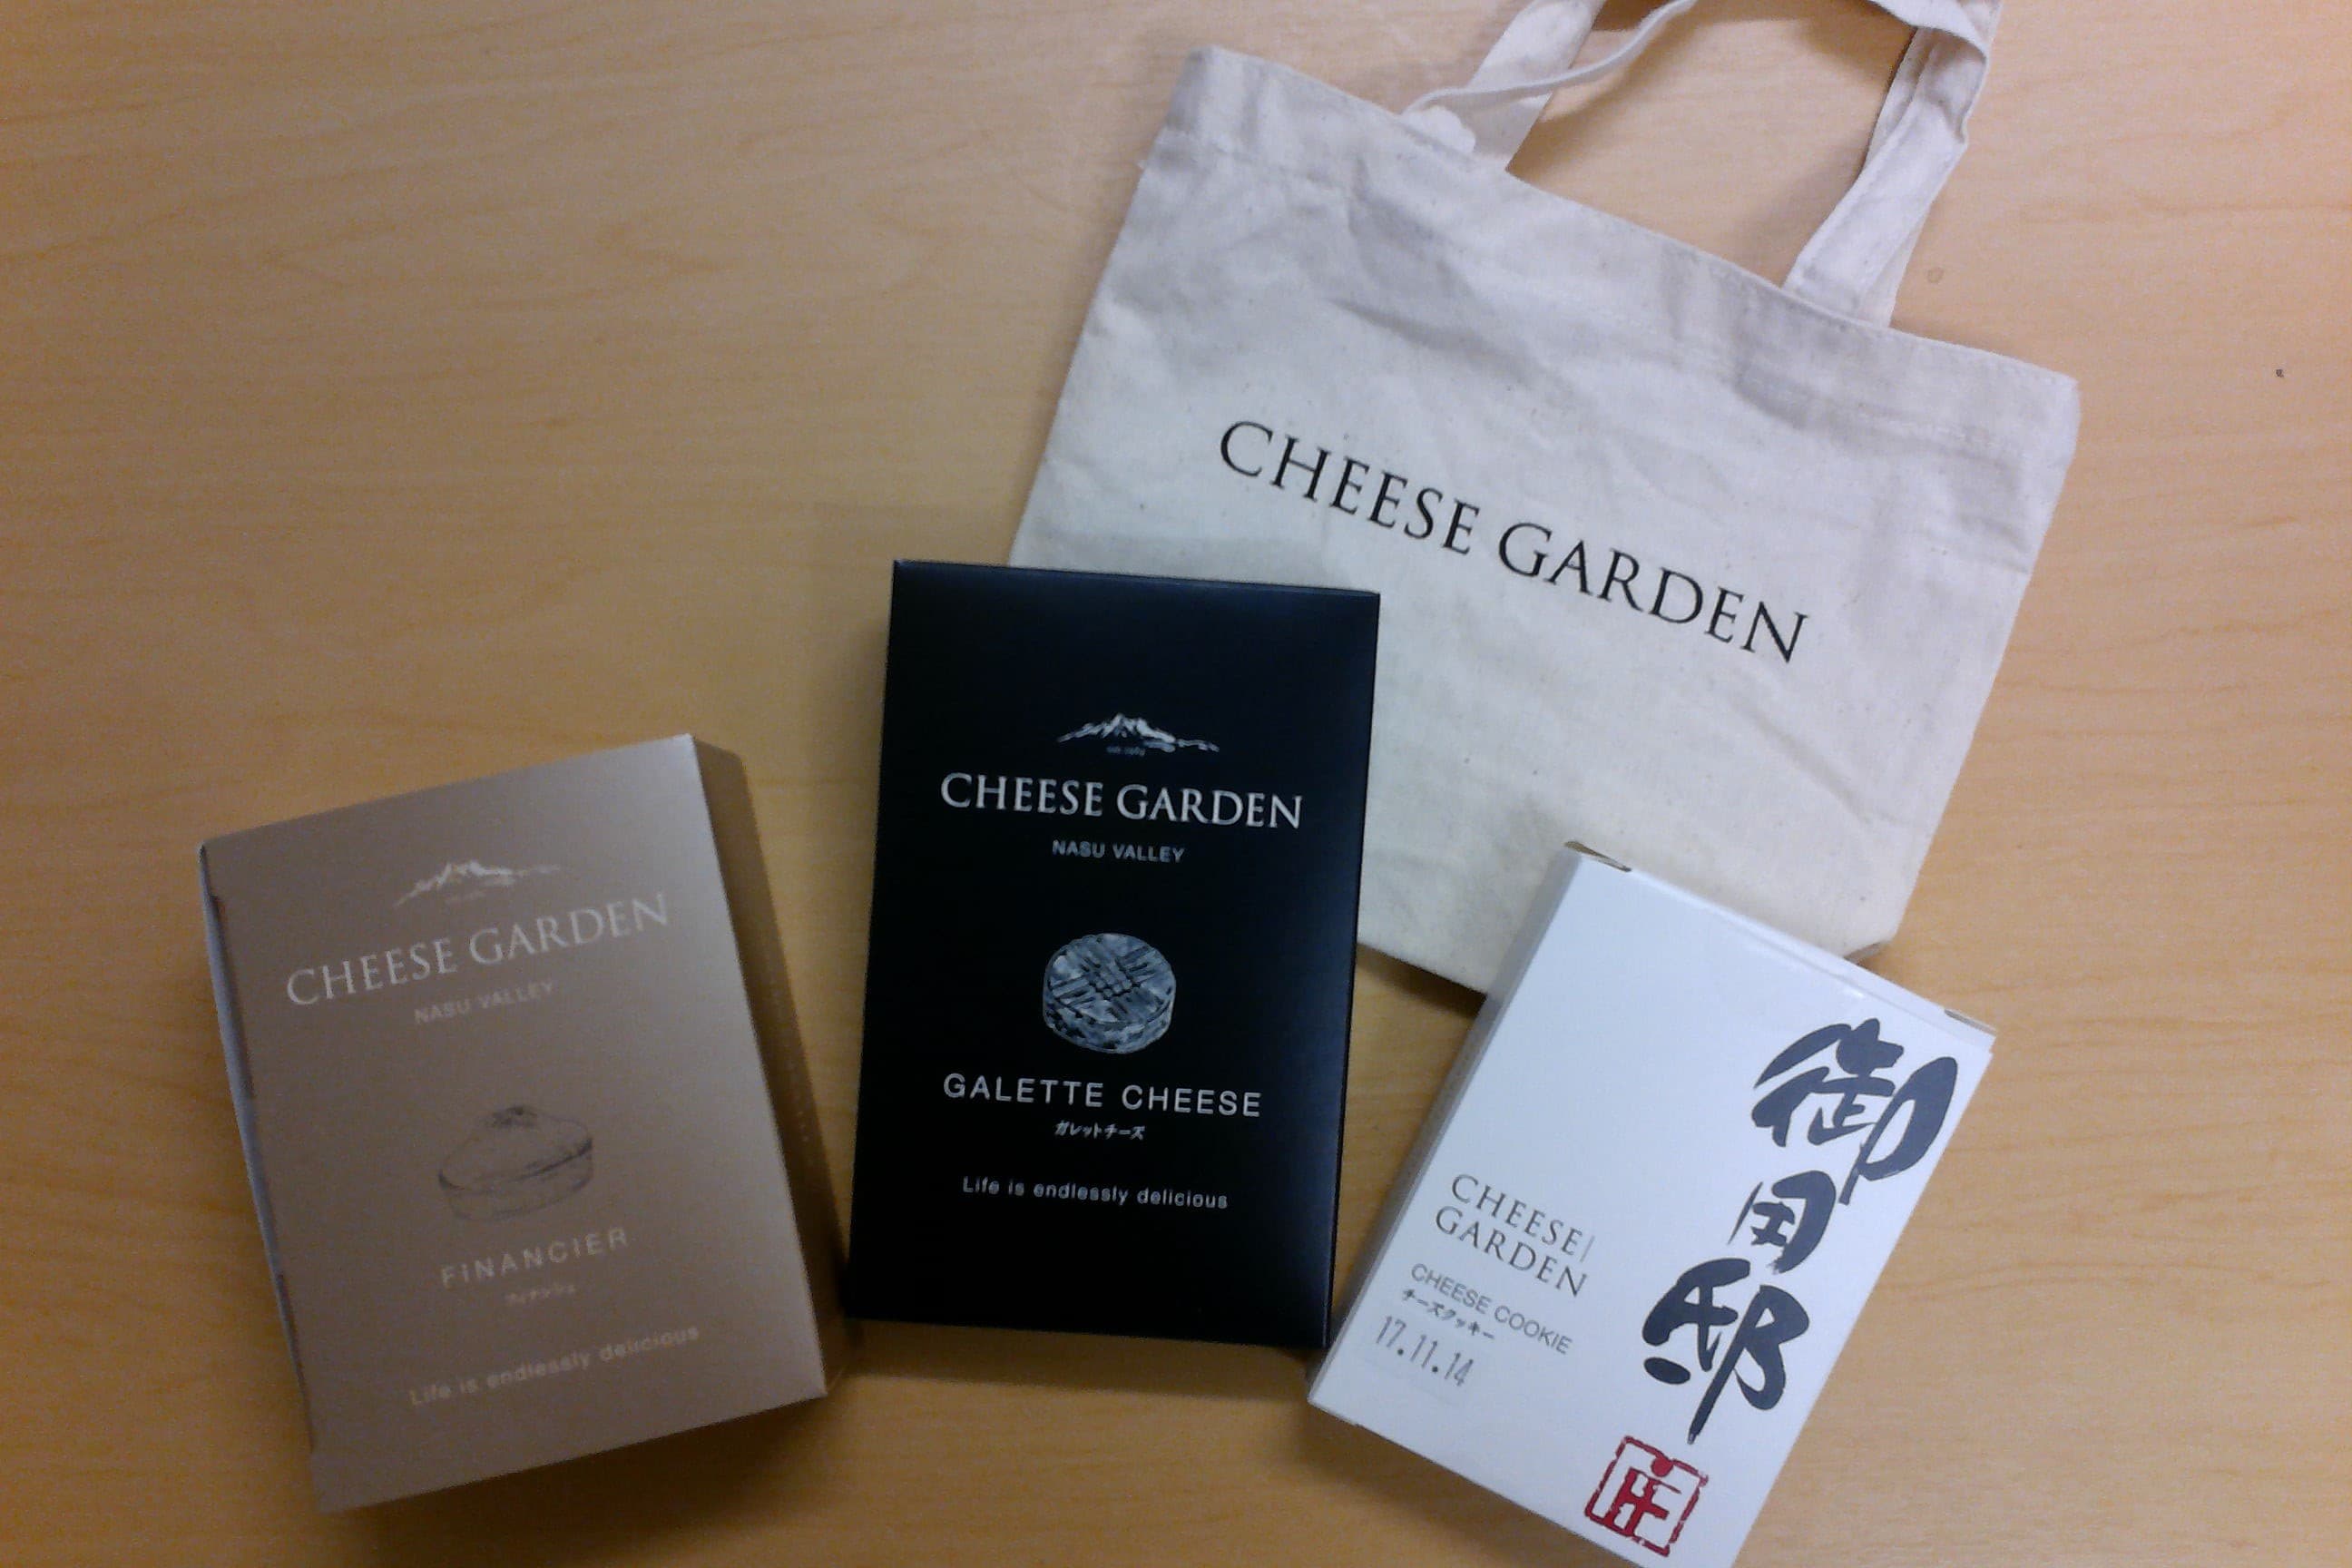 CHEESE GARDEN
CHEESE GARDEN
NASU VALLEY
FINANCIER
フィナンシェ
Life is endlessly delicious
CHEESE GARDEN
NASU VALLEY
GALETTE CHEESE
ガレットチーズ
Life is endlessly delicious
御用邸
CHEESE
GARDEN
CHEESE COOKIE
チーズクッキー
17.11.14